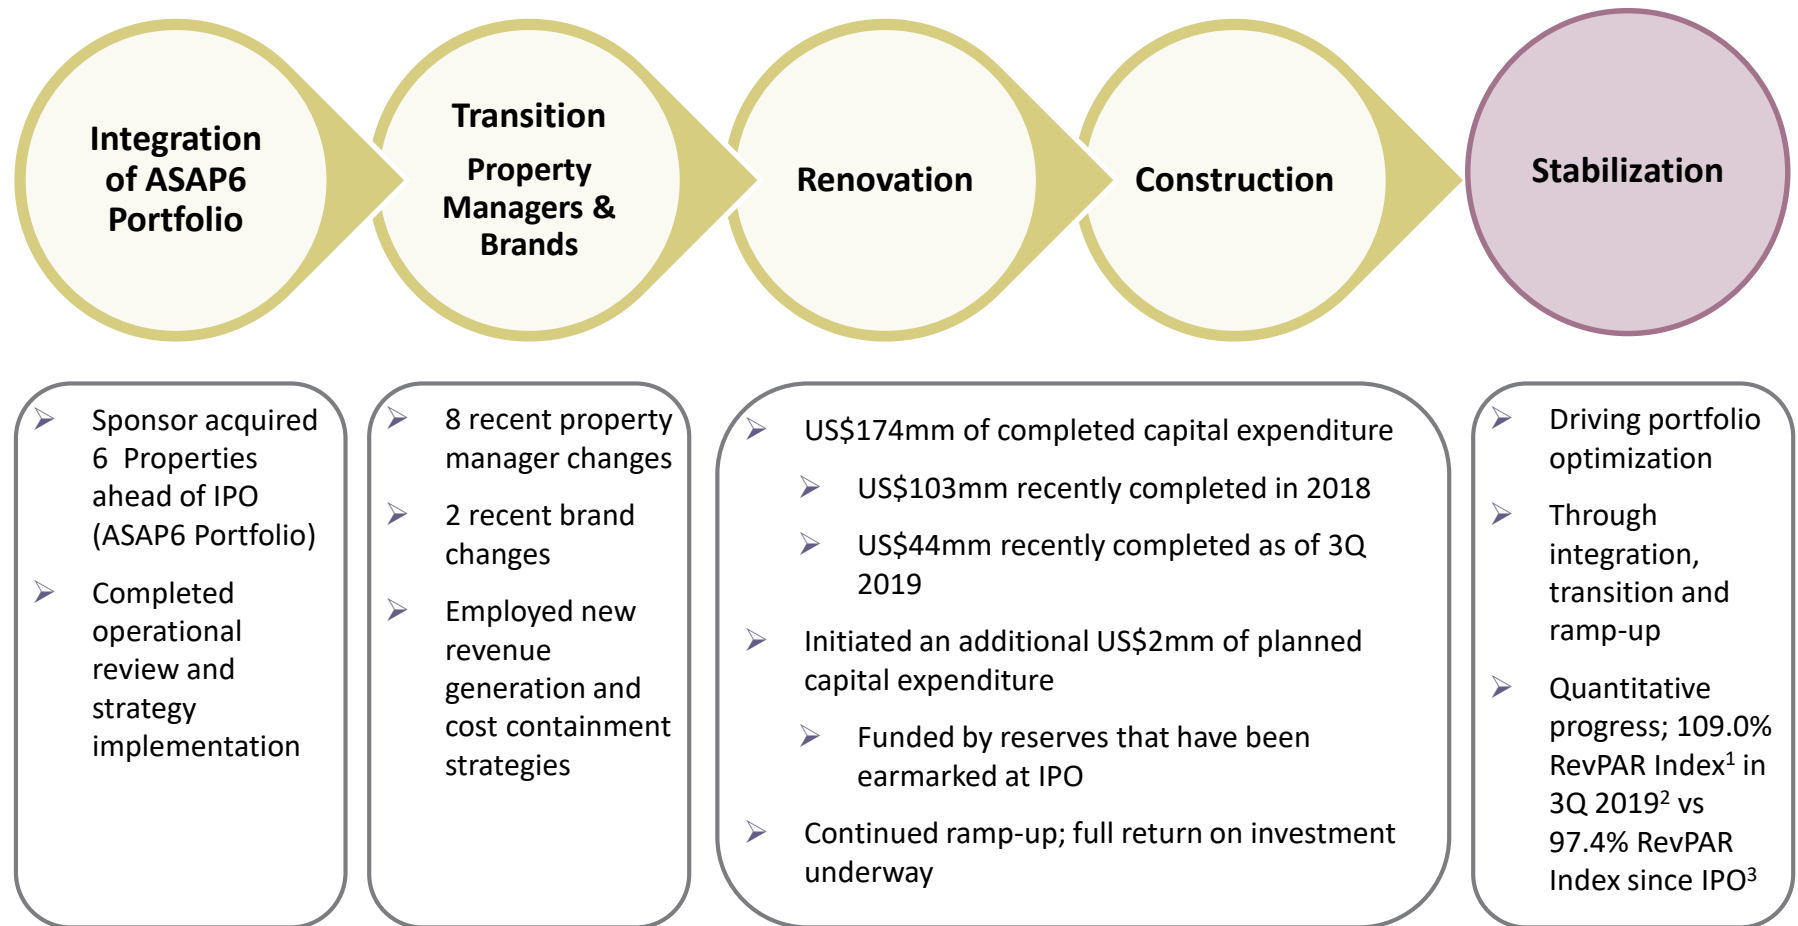 Integration
of ASAP6
Portfolio
Transition
Property
Managers &
Brands
Renovation
Construction
Stabilization
➢ Sponsor acquired
6 Properties
ahead of IPO
(ASAP6 Portfolio)
➢ Completed
operational
review and
strategy
implementation
➢ 8 recent property
manager changes
➢ 2 recent brand
changes
➢ Employed new
revenue
generation and
cost containment
strategies
➢ US$174mm of completed capital expenditure
➢ US$103mm recently completed in 2018
➢ US$44mm recently completed as of 3Q
2019
➢ Initiated an additional US$2mm of planned
capital expenditure
➢ Funded by reserves that have been
earmarked at IPO
➢ Continued ramp-up; full return on investment
underway
➢ Driving portfolio
optimization
➢ Through
integration,
transition and
ramp-up
➢ Quantitative
progress; 109.0%
RevPAR Index¹ in
3Q 2019² vs
97.4% RevPAR
Index since IPO³